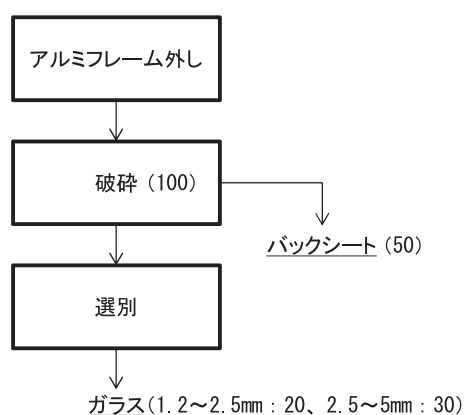 アルミフレーム外し
破砕（100）
バックシート（50）
選別
ガラス（1.2～2.5mm：20、2.5～5mm：30）